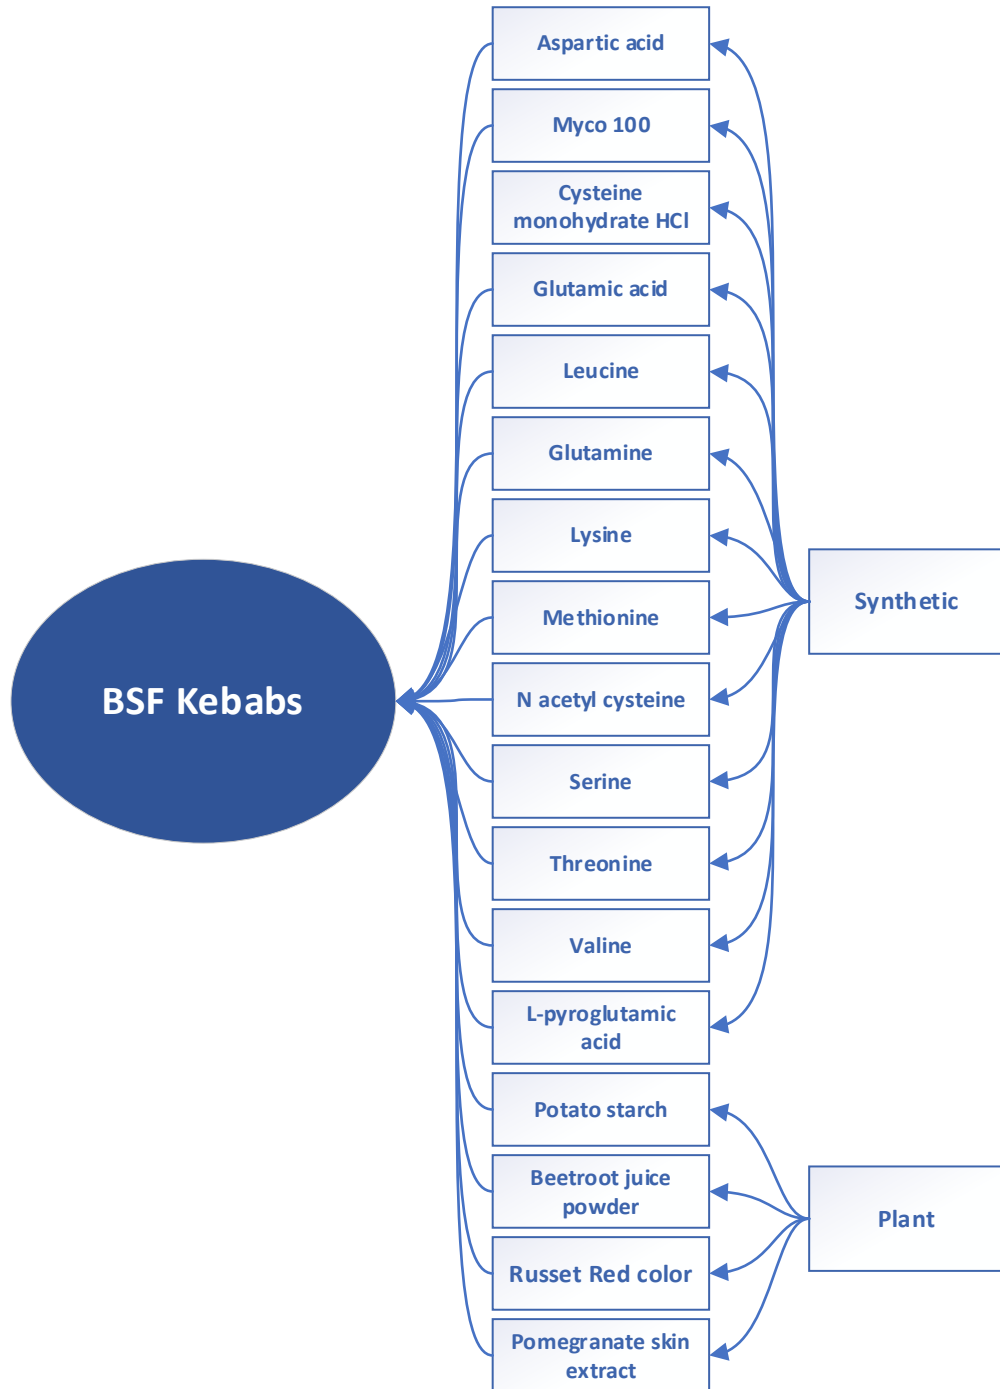 Aspartic acid
Myco 100
Cysteine
monohydrate HCl
Glutamic acid
Leucine
Glutamine
Lysine
Methionine
N acetyl cysteine
Serine
Threonine
Valine
L-pyroglutamic
acid
Potato starch
Beetroot juice
powder
Russet Red color
Pomegranate skin
extract
BSF Kebabs
Synthetic
Plant